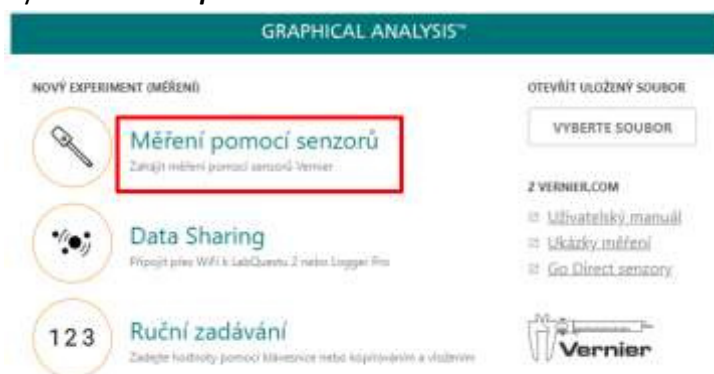 GRAPHICAL ANALYSIS™
NOVÝ EXPERIMENT (MĚŘENÍ)
Měření pomocí senzorů
Zahájit měření pomocí senzorů Vernier
Data Sharing
Připojit přes WiFi k LabQuestu 2 nebo Logger Pro
123
Ruční zadávání
Zadejte hodnoty pomocí klávesnice nebo kopírováním a vložením
OTEVŘÍT ULOŽENÝ SOUBOR
VYBERTE SOUBOR
Z VERNIER.COM
Uživatelský manuál
Ukázky měření
Go Direct senzory
Vernier